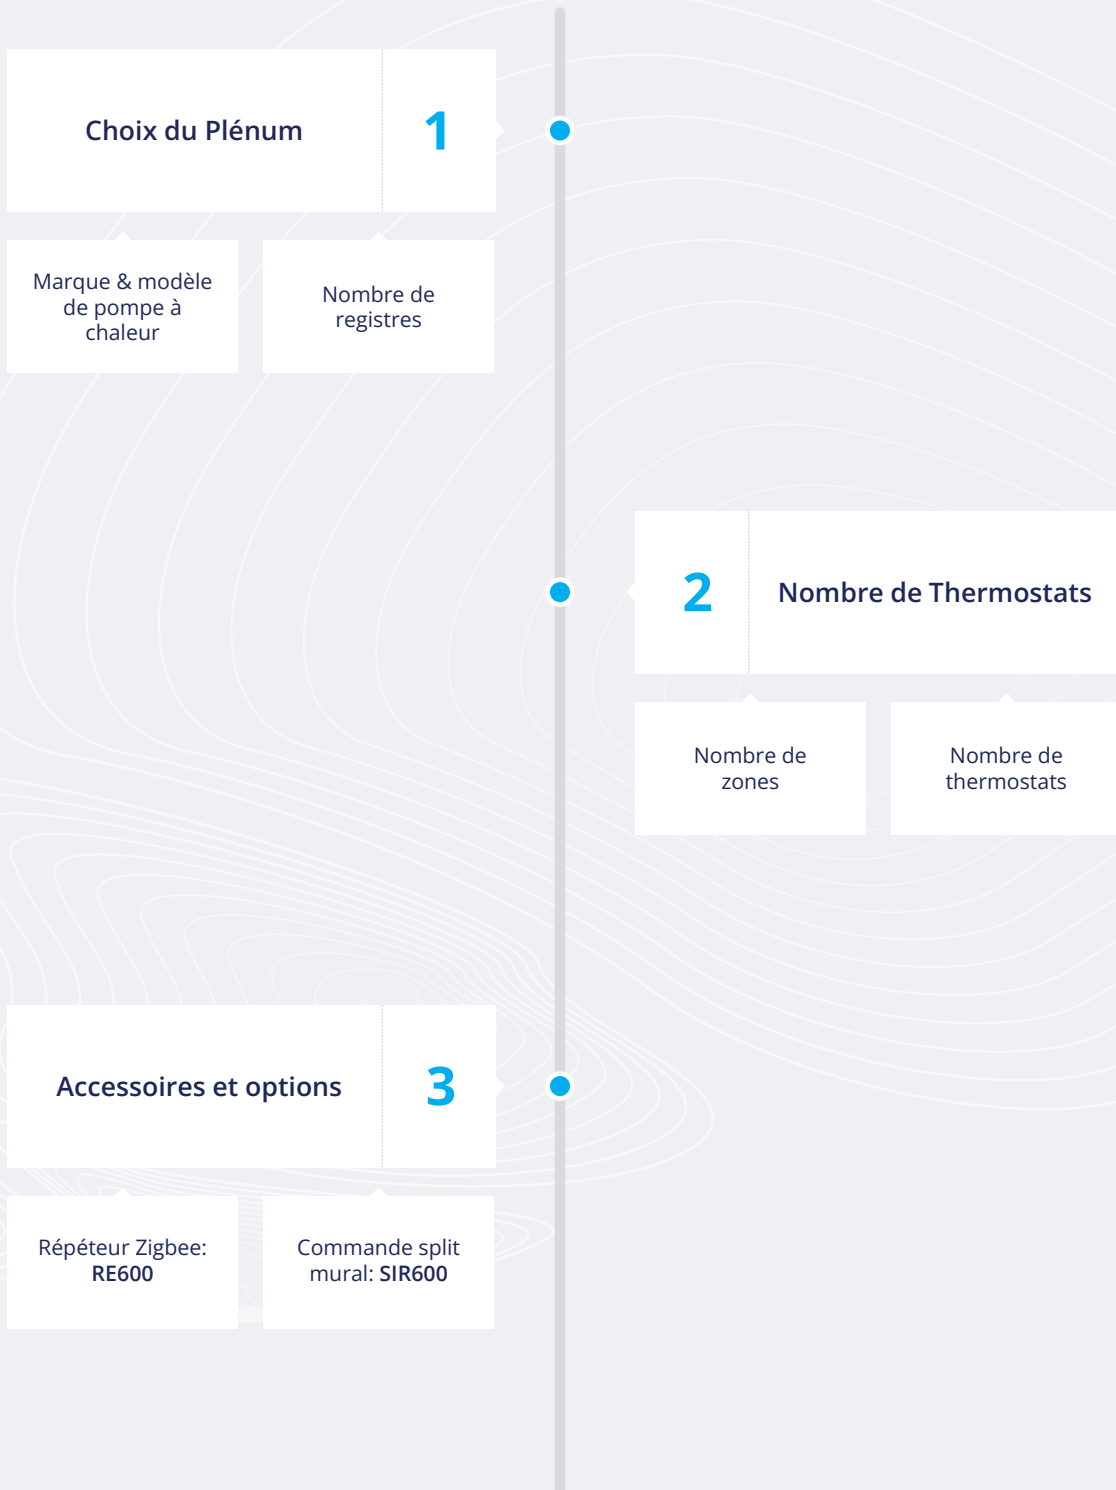 Choix du Plénum
1
Marque & modèle
de pompe à
chaleur
Nombre de
registres
2
Nombre de Thermostats
Nombre de
zones
Nombre de
thermostats
Accessoires et options
3
Répéteur Zigbee:
RE600
Commande split
mural: SIR600